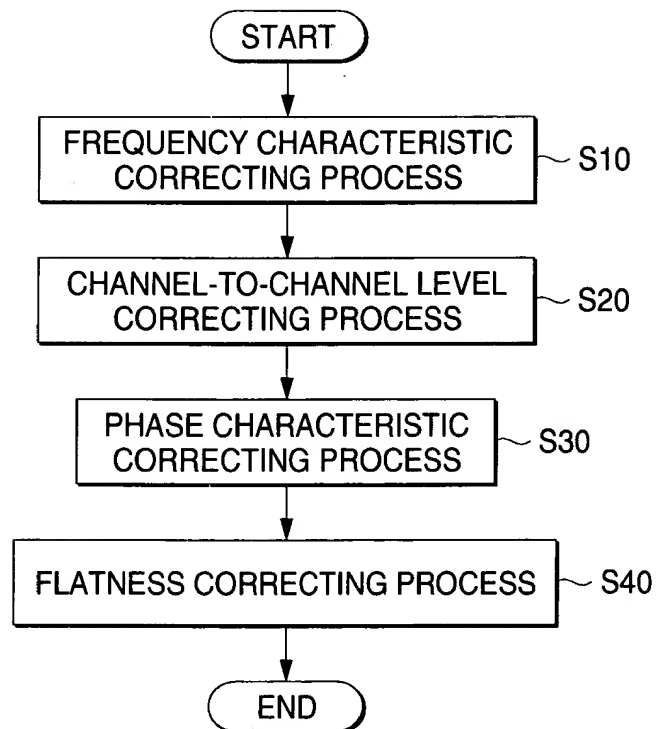 START
FREQUENCY CHARACTERISTIC
CORRECTING PROCESS
S10
CHANNEL-TO-CHANNEL LEVEL
CORRECTING PROCESS
S20
PHASE CHARACTERISTIC
CORRECTING PROCESS
S30
FLATNESS CORRECTING PROCESS
S40
END